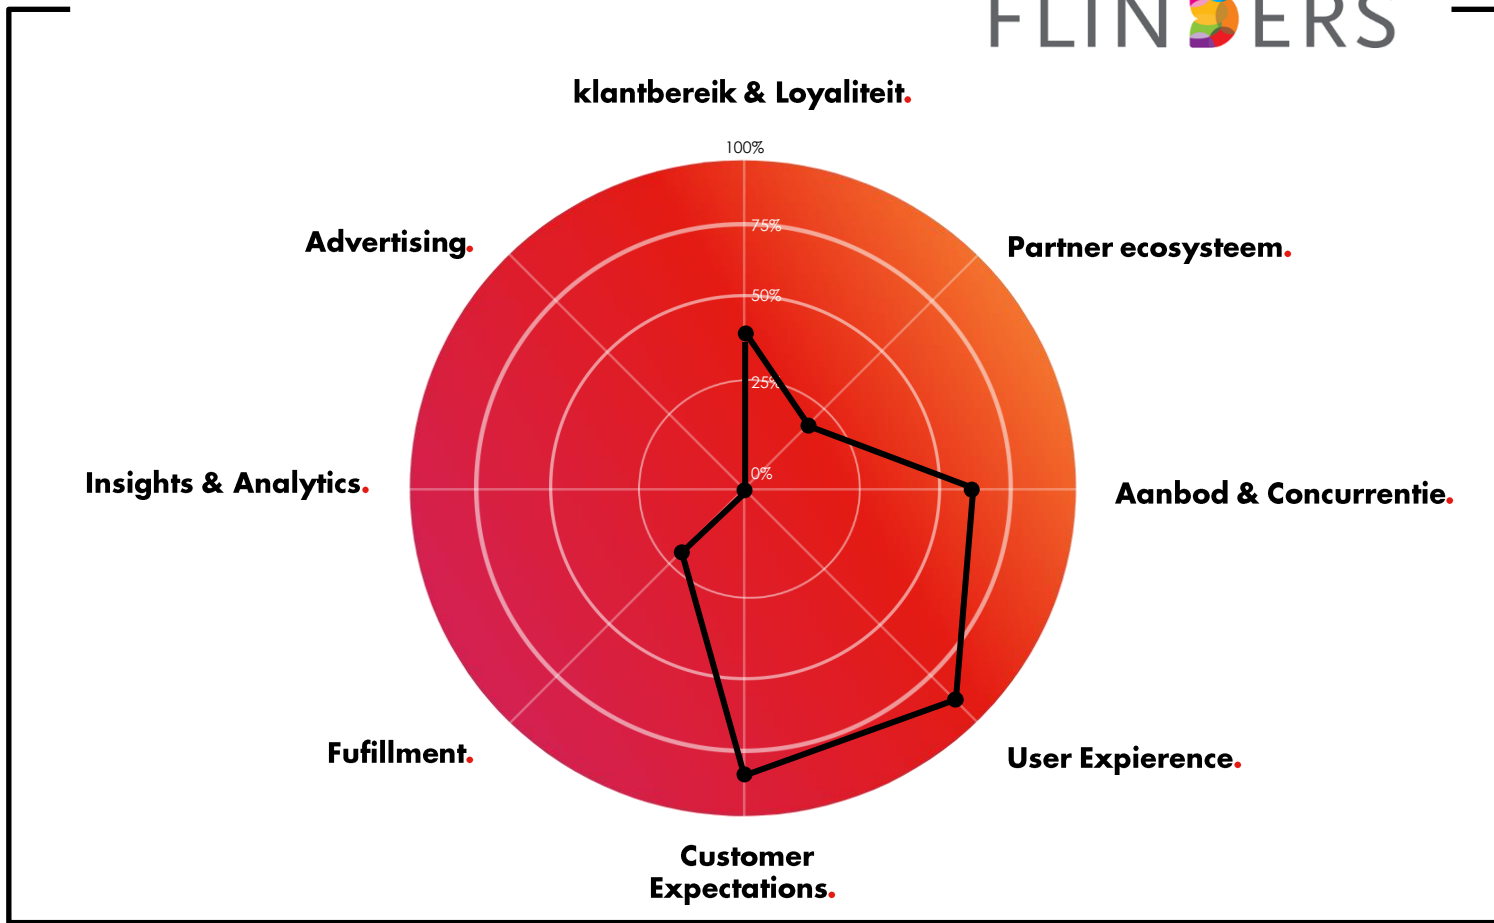 FLINDERS
klantbereik & Loyaliteit.
100%
Advertising.
75%
Partner ecosysteem.
50%
25%
0%
Insights & Analytics.
Aanbod & Concurrentie.
Fufillment.
User Expierence.
Customer
Expectations.